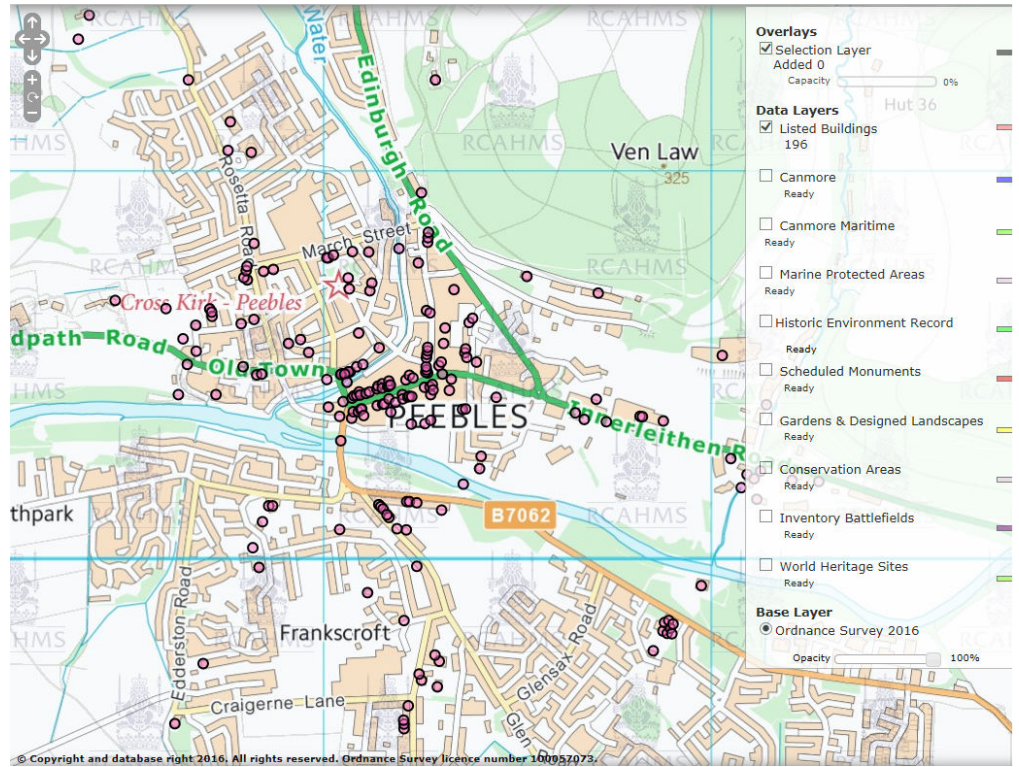 RCAHMS
Water
Edinburgh Road
Ven Law
325
Rosetta Road
March Street
Cross Kirk - Peebles
dpath Road
Old Town
PEEBLES
Innerleithen Road
B7062
thpark
Frankscroft
Edderston Road
Craigerne Lane
Glensax Road
Glen
© Copyright and database right 2016. All rights reserved. Ordnance Survey licence number 100057073.
Overlays
Selection Layer
Added 0
Capacity 0%
Hut 36
Data Layers
Listed Buildings
196
Canmore
Ready
Canmore Maritime
Ready
Marine Protected Areas
Ready
Historic Environment Record
Ready
Scheduled Monuments
Ready
Gardens & Designed Landscapes
Ready
Conservation Areas
Ready
Inventory Battlefields
Ready
World Heritage Sites
Ready
Base Layer
Ordnance Survey 2016
Opacity 100%